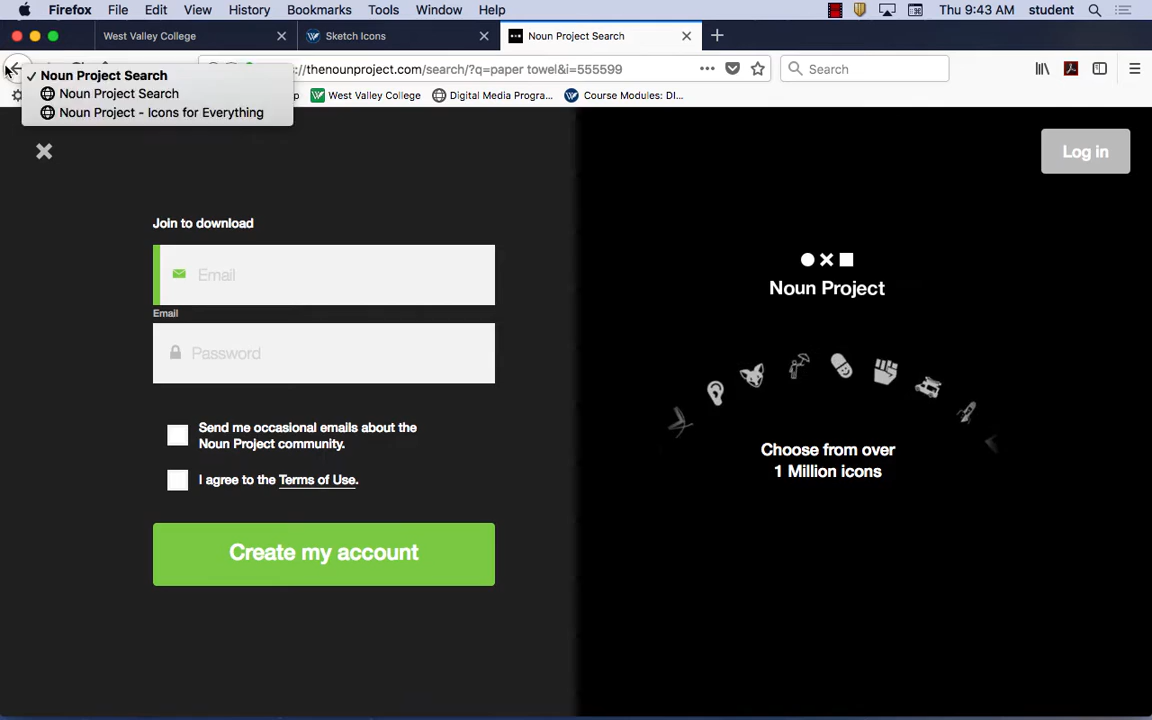 Firefox File Edit View History Bookmarks Tools Window Help Thu 9:43 AM student
West Valley College Sketch Icons Noun Project Search
://thenounproject.com/search/?q=paper towel&i=555599 Search
✓ Noun Project Search
Noun Project Search
Noun Project - Icons for Everything
West Valley College Digital Media Progra... Course Modules: DI...
Log in
Join to download
Email
Email
Password
Send me occasional emails about the
Noun Project community.
I agree to the Terms of Use.
Create my account
Noun Project
Choose from over
1 Million icons